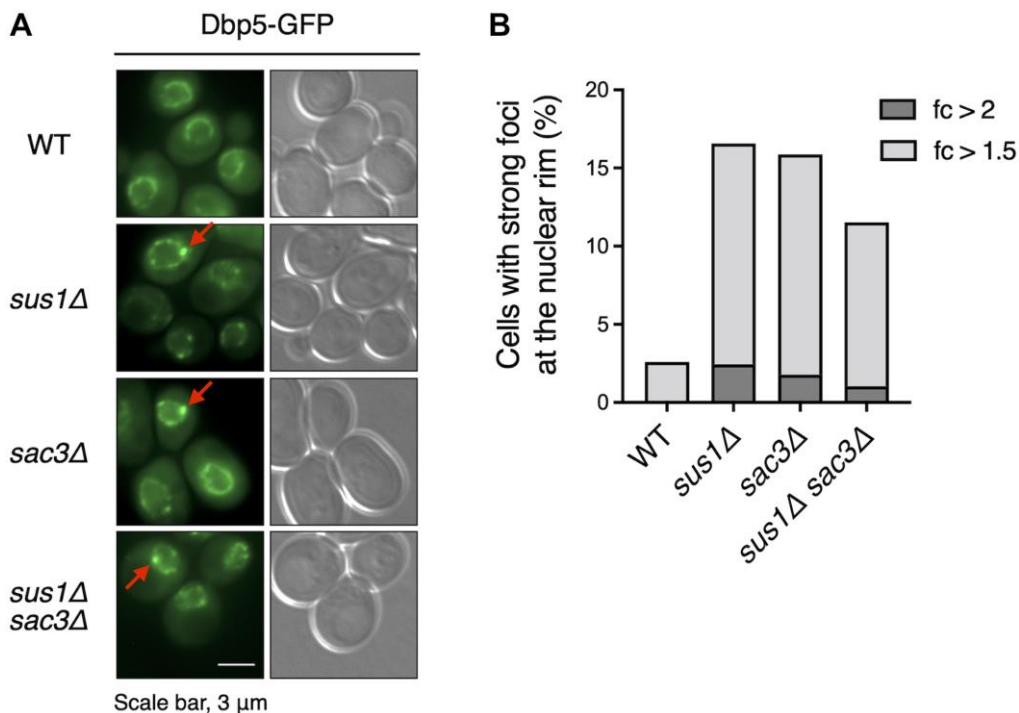 A
Dbp5-GFP
WT
sus1Δ
sac3Δ
sus1Δ
sac3Δ
Scale bar, 3 μm
B
Cells with strong foci
at the nuclear rim (%)
20
15
10
5
0
fc > 2
fc > 1.5
WT
sus1Δ
sac3Δ
sus1Δ sac3Δ